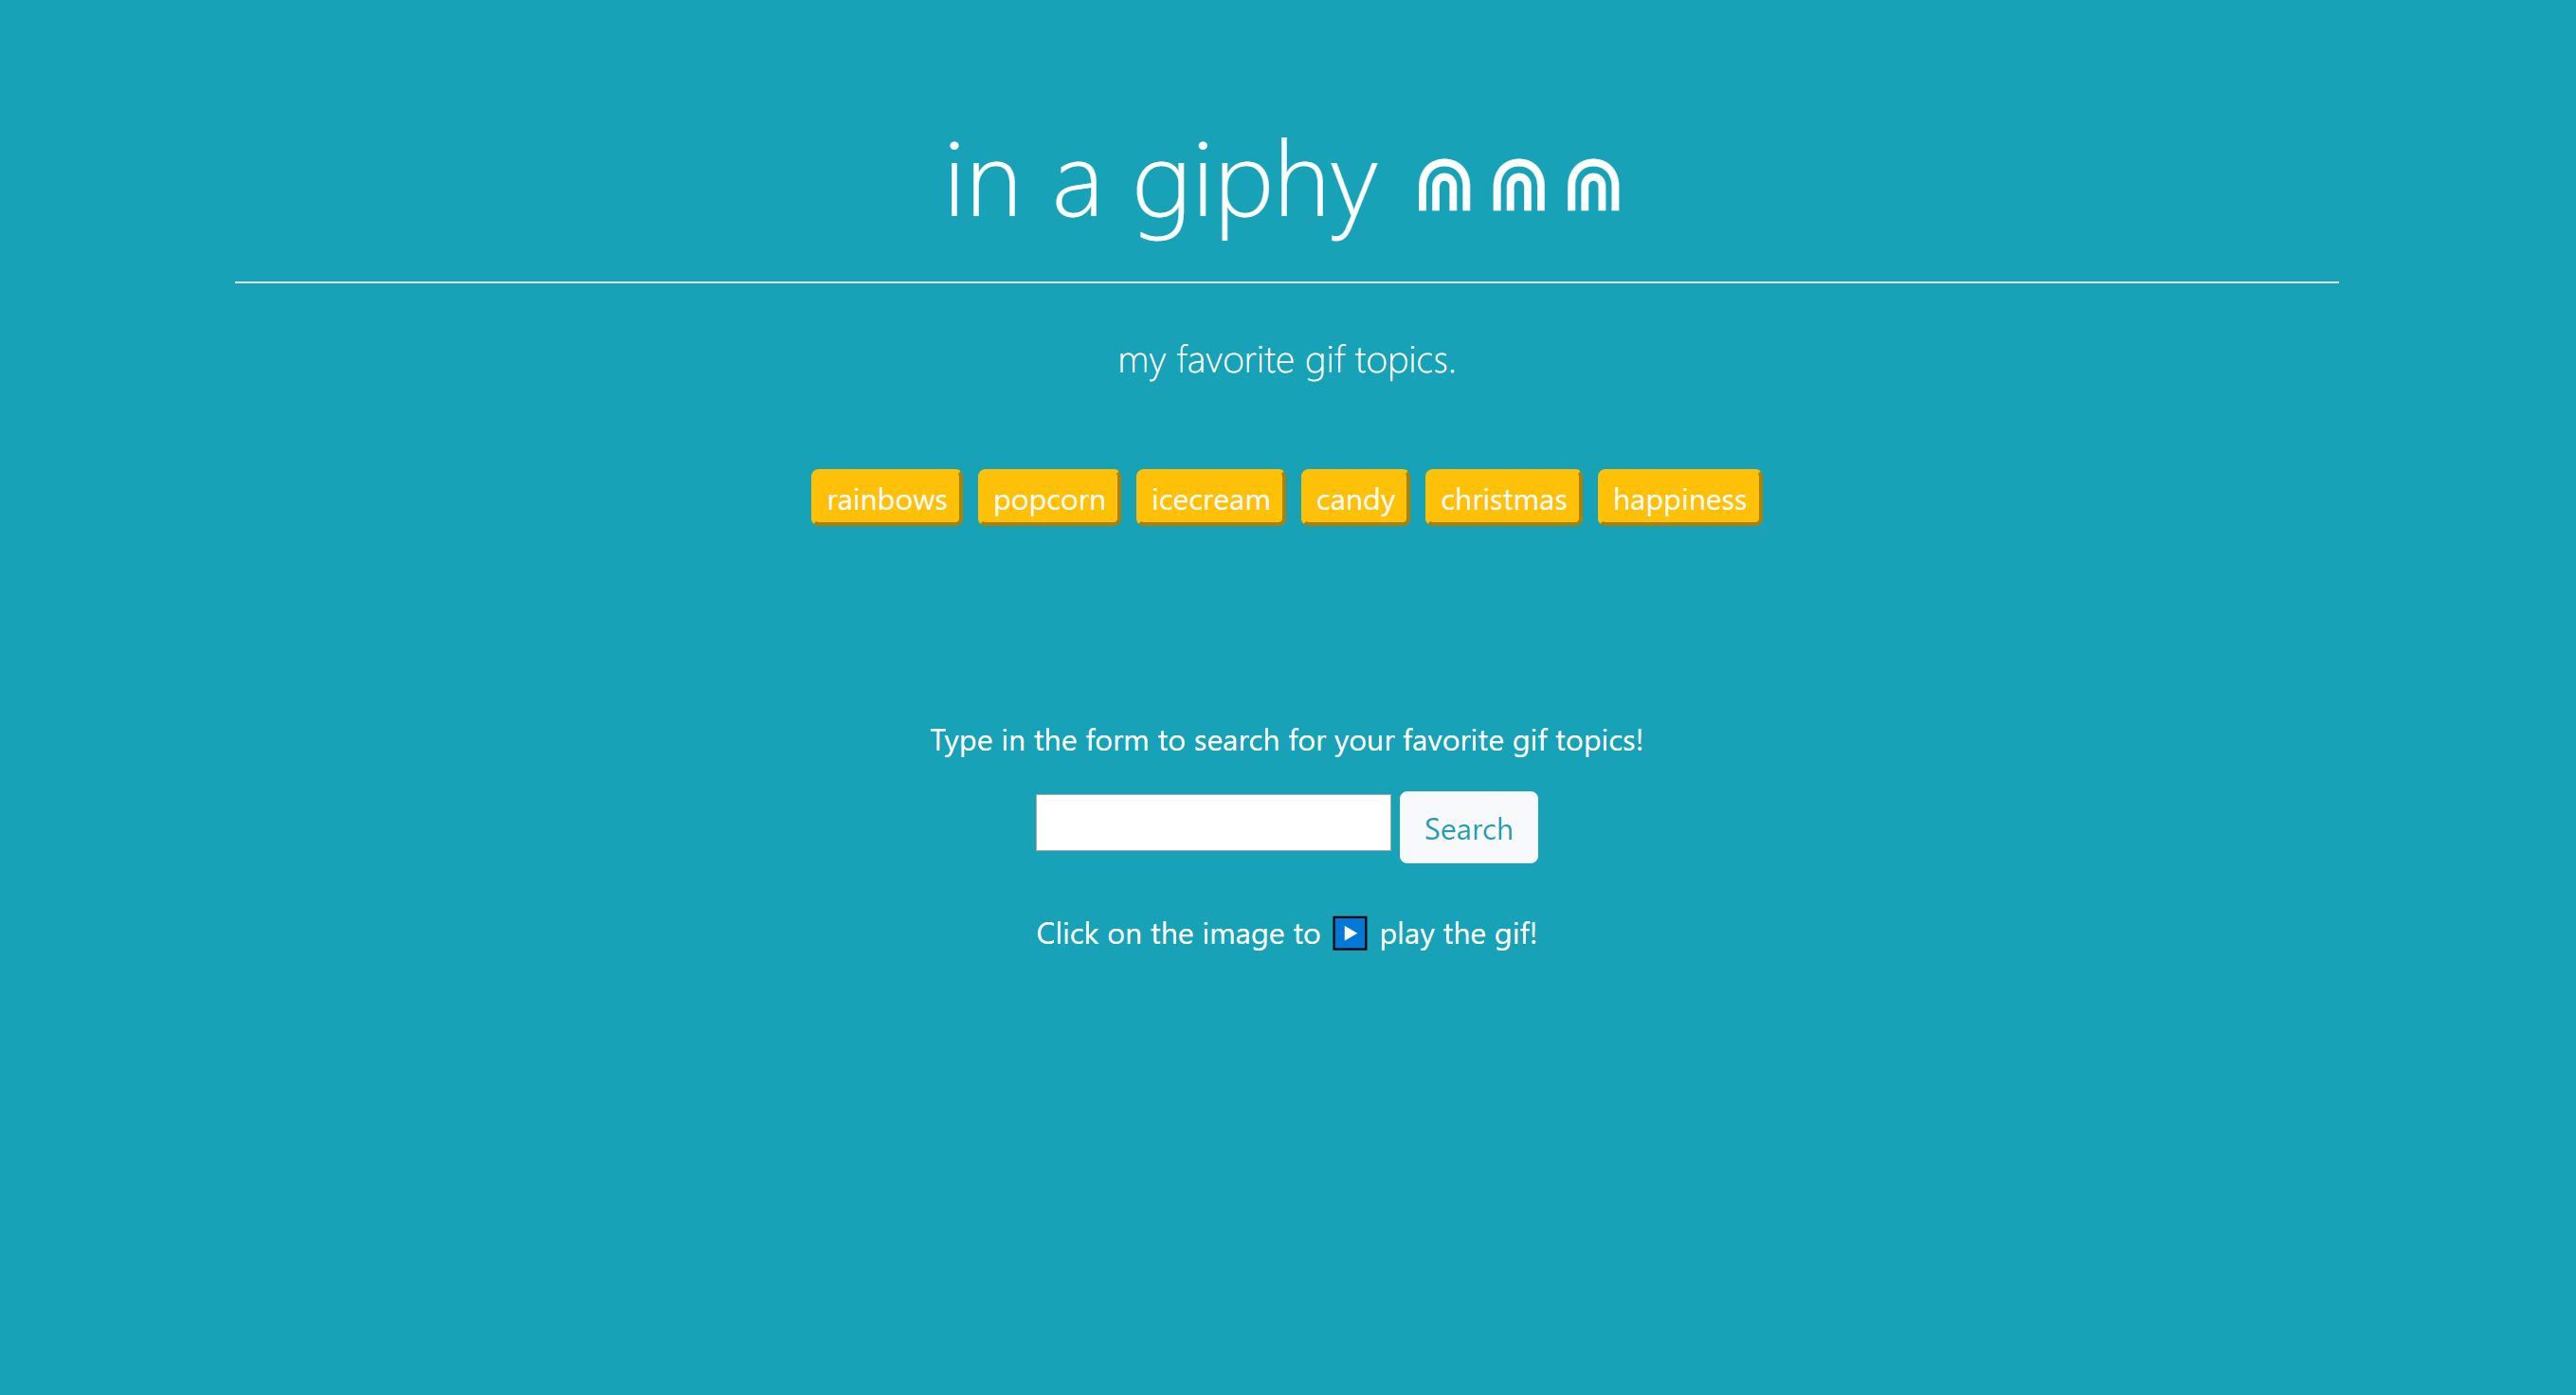 in a giphy ⋒ ⋒ ⋒
my favorite gif topics.
rainbows popcorn icecream candy christmas happiness
Type in the form to search for your favorite gif topics!
Search
Click on the image to ▶️ play the gif!